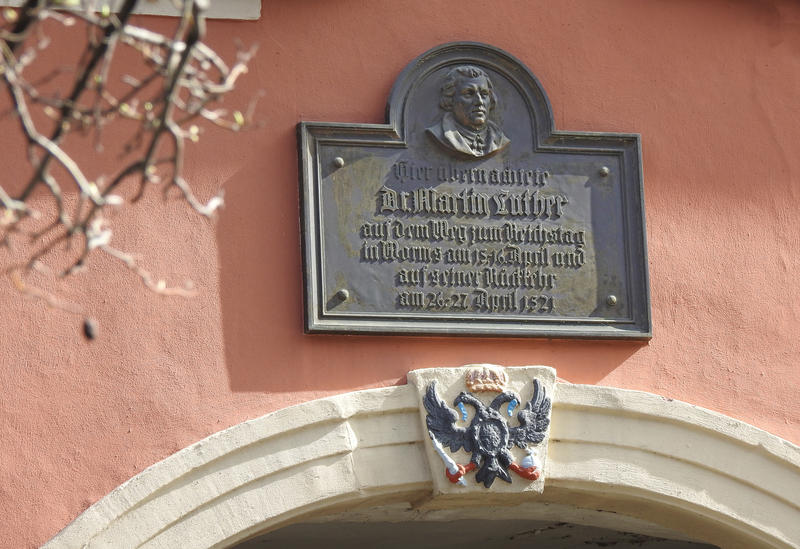 Hier übernachtete
Dr. Martin Luther
auf dem Weg zum Reichstag
in Worms am 15.-16. April und
auf seiner Rückkehr
am 26.-27. April 1521